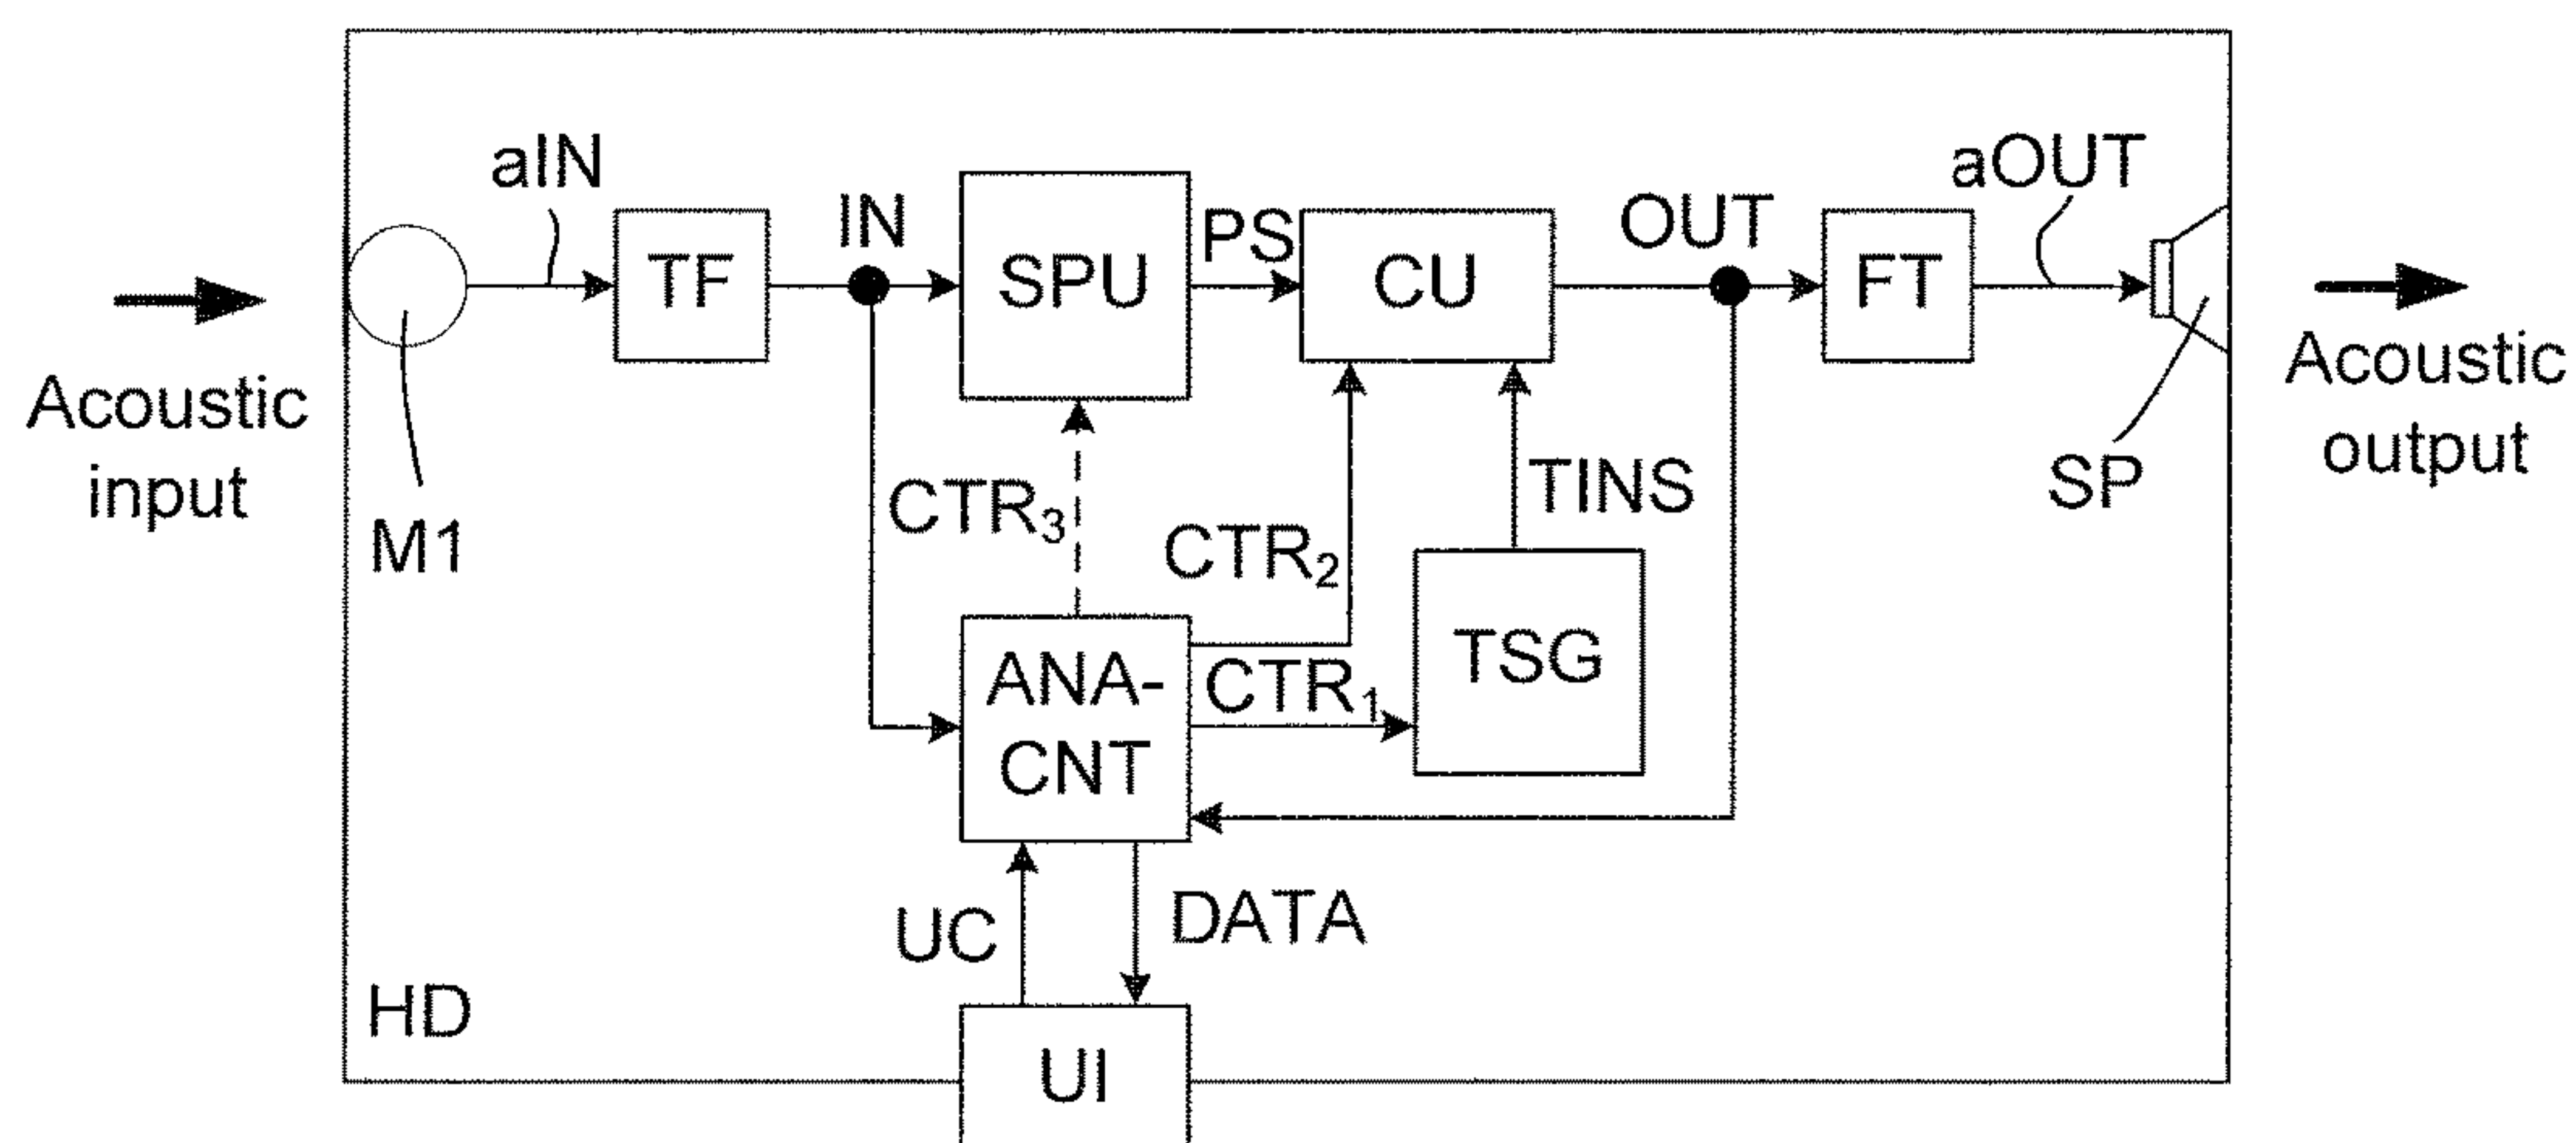 aIN
aOUT
IN
PS
OUT
TF
SPU
CU
FT
Acoustic
input
Acoustic
output
M1
CTR3
CTR2
TINS
SP
ANA-
CNT
CTR1
TSG
UC
DATA
HD
UI